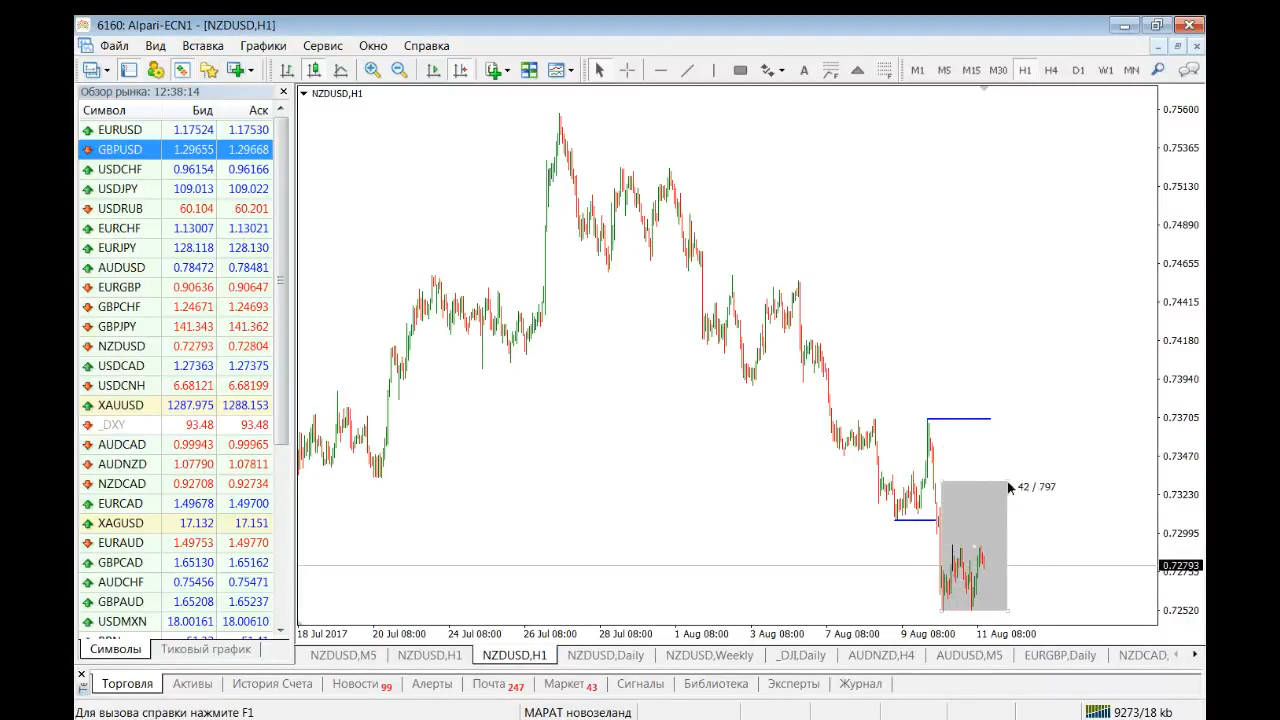 6160: Alpari-ECN1 - [NZDUSD,H1]
Файл Вид Вставка Графики Сервис Окно Справка
A M1 M5 M15 M30 H1 H4 D1 W1 MN
Обзор рынка: 12:38:14
Символ Бид Аск
EURUSD 1.17524 1.17530
GBPUSD 1.29655 1.29668
USDCHF 0.96154 0.96166
USDJPY 109.013 109.022
USDRUB 60.104 60.201
EURCHF 1.13007 1.13021
EURJPY 128.118 128.130
AUDUSD 0.78472 0.78481
EURGBP 0.90636 0.90647
GBPCHF 1.24671 1.24693
GBPJPY 141.343 141.362
NZDUSD 0.72793 0.72804
USDCAD 1.27363 1.27375
USDCNH 6.68121 6.68199
XAUUSD 1287.975 1288.153
_DXY 93.48 93.48
AUDCAD 0.99943 0.99965
AUDNZD 1.07790 1.07811
NZDCAD 0.92708 0.92734
EURCAD 1.49678 1.49700
XAGUSD 17.132 17.151
EURAUD 1.49753 1.49770
GBPCAD 1.65130 1.65162
AUDCHF 0.75456 0.75471
GBPAUD 1.65208 1.65237
USDMXN 18.00161 18.00610
Символы Тиковый график
NZDUSD,H1
0.75600
0.75365
0.75130
0.74890
0.74655
0.74415
0.74180
0.73940
0.73705
0.73470
0.73230
0.72995
0.72793
0.72520
42 / 797
18 Jul 2017 20 Jul 08:00 24 Jul 08:00 26 Jul 08:00 28 Jul 08:00 1 Aug 08:00 3 Aug 08:00 7 Aug 08:00 9 Aug 08:00 11 Aug 08:00
NZDUSD,M5 NZDUSD,H1 NZDUSD,H1 NZDUSD,Daily NZDUSD,Weekly _DJI,Daily AUDNZD,H4 AUDUSD,M5 EURGBP,Daily NZDCAD,
Торговля Активы История Счета Новости 99 Алерты Почта 247 Маркет 43 Сигналы Библиотека Эксперты Журнал
Для вызова справки нажмите F1 МАРАТ новозеланд 9273/18 kb